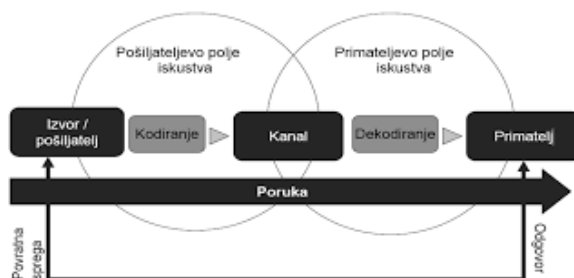 Pošiljateljevo polje
iskustva
Primateljevo polje
iskustva
Izvor /
pošiljatelj
Kodiranje
Kanal
Dekodiranje
Primatelj
Poruka
Povratna
sprega
Odgovor